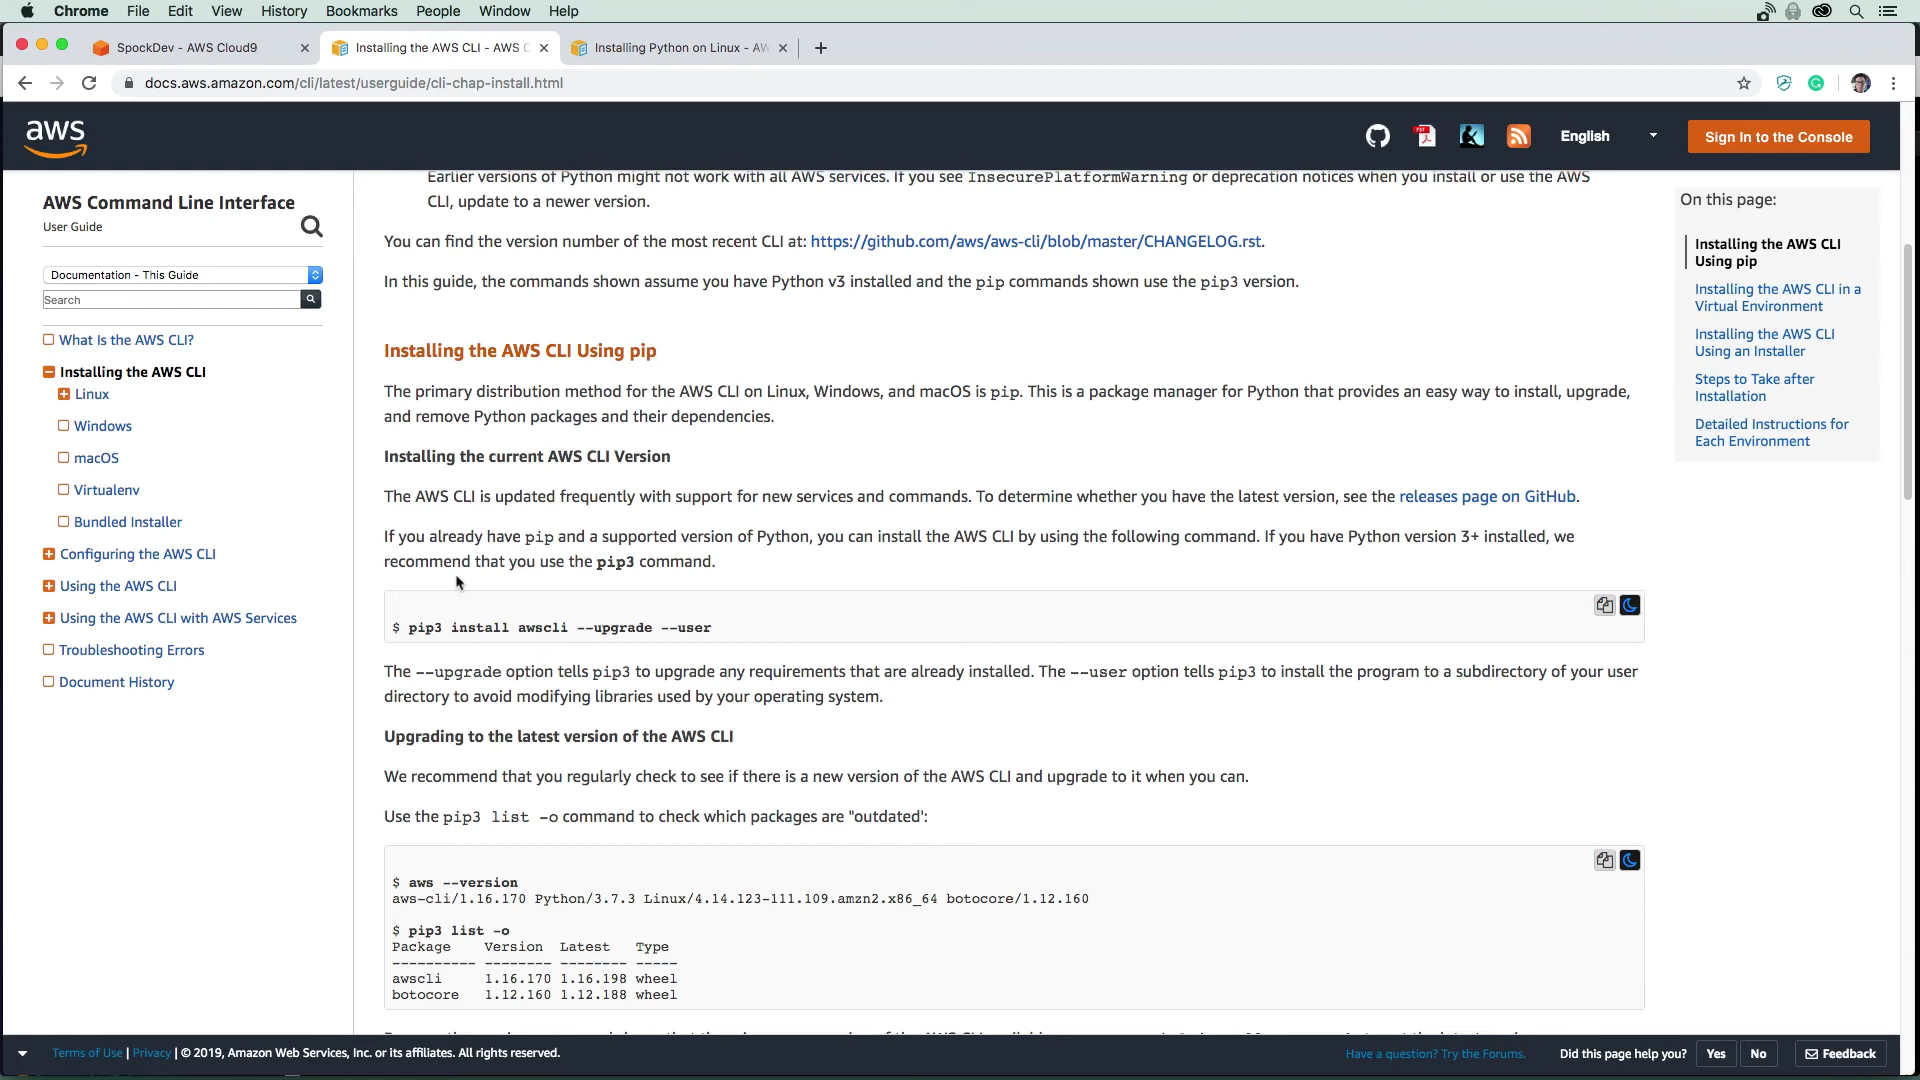 Chrome File Edit View History Bookmarks People Window Help
SpockDev - AWS Cloud9
Installing the AWS CLI - AWS C
Installing Python on Linux - AW
docs.aws.amazon.com/cli/latest/userguide/cli-chap-install.html
aws
English
Sign In to the Console
AWS Command Line Interface
User Guide
Documentation - This Guide
Search
What Is the AWS CLI?
Installing the AWS CLI
Linux
Windows
macOS
Virtualenv
Bundled Installer
Configuring the AWS CLI
Using the AWS CLI
Using the AWS CLI with AWS Services
Troubleshooting Errors
Document History
Earlier versions of Python might not work with all AWS services. If you see InsecurePlatformWarning or deprecation notices when you install or use the AWS
CLI, update to a newer version.
You can find the version number of the most recent CLI at: https://github.com/aws/aws-cli/blob/master/CHANGELOG.rst.
In this guide, the commands shown assume you have Python v3 installed and the pip commands shown use the pip3 version.
Installing the AWS CLI Using pip
The primary distribution method for the AWS CLI on Linux, Windows, and macOS is pip. This is a package manager for Python that provides an easy way to install, upgrade,
and remove Python packages and their dependencies.
Installing the current AWS CLI Version
The AWS CLI is updated frequently with support for new services and commands. To determine whether you have the latest version, see the releases page on GitHub.
If you already have pip and a supported version of Python, you can install the AWS CLI by using the following command. If you have Python version 3+ installed, we
recommend that you use the pip3 command.
$ pip3 install awscli --upgrade --user
The --upgrade option tells pip3 to upgrade any requirements that are already installed. The --user option tells pip3 to install the program to a subdirectory of your user
directory to avoid modifying libraries used by your operating system.
Upgrading to the latest version of the AWS CLI
We recommend that you regularly check to see if there is a new version of the AWS CLI and upgrade to it when you can.
Use the pip3 list -o command to check which packages are "outdated':
$ aws --version
aws-cli/1.16.170 Python/3.7.3 Linux/4.14.123-111.109.amzn2.x86_64 botocore/1.12.160
$ pip3 list -o
Package Version Latest Type
---------- -------- -------- -----
awscli 1.16.170 1.16.198 wheel
botocore 1.12.160 1.12.188 wheel
On this page:
Installing the AWS CLI
Using pip
Installing the AWS CLI in a
Virtual Environment
Installing the AWS CLI
Using an Installer
Steps to Take after
Installation
Detailed Instructions for
Each Environment
Terms of Use | Privacy | © 2019, Amazon Web Services, Inc. or its affiliates. All rights reserved.
Have a question? Try the Forums.
Did this page help you? Yes No Feedback